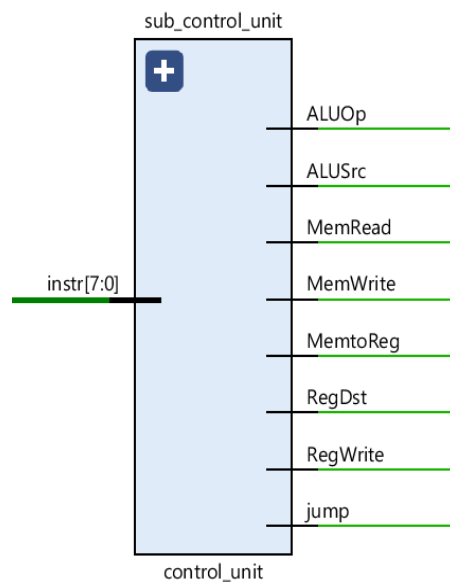 sub_control_unit
instr[7:0]
ALUOp
ALUSrc
MemRead
MemWrite
MemtoReg
RegDst
RegWrite
jump
control_unit